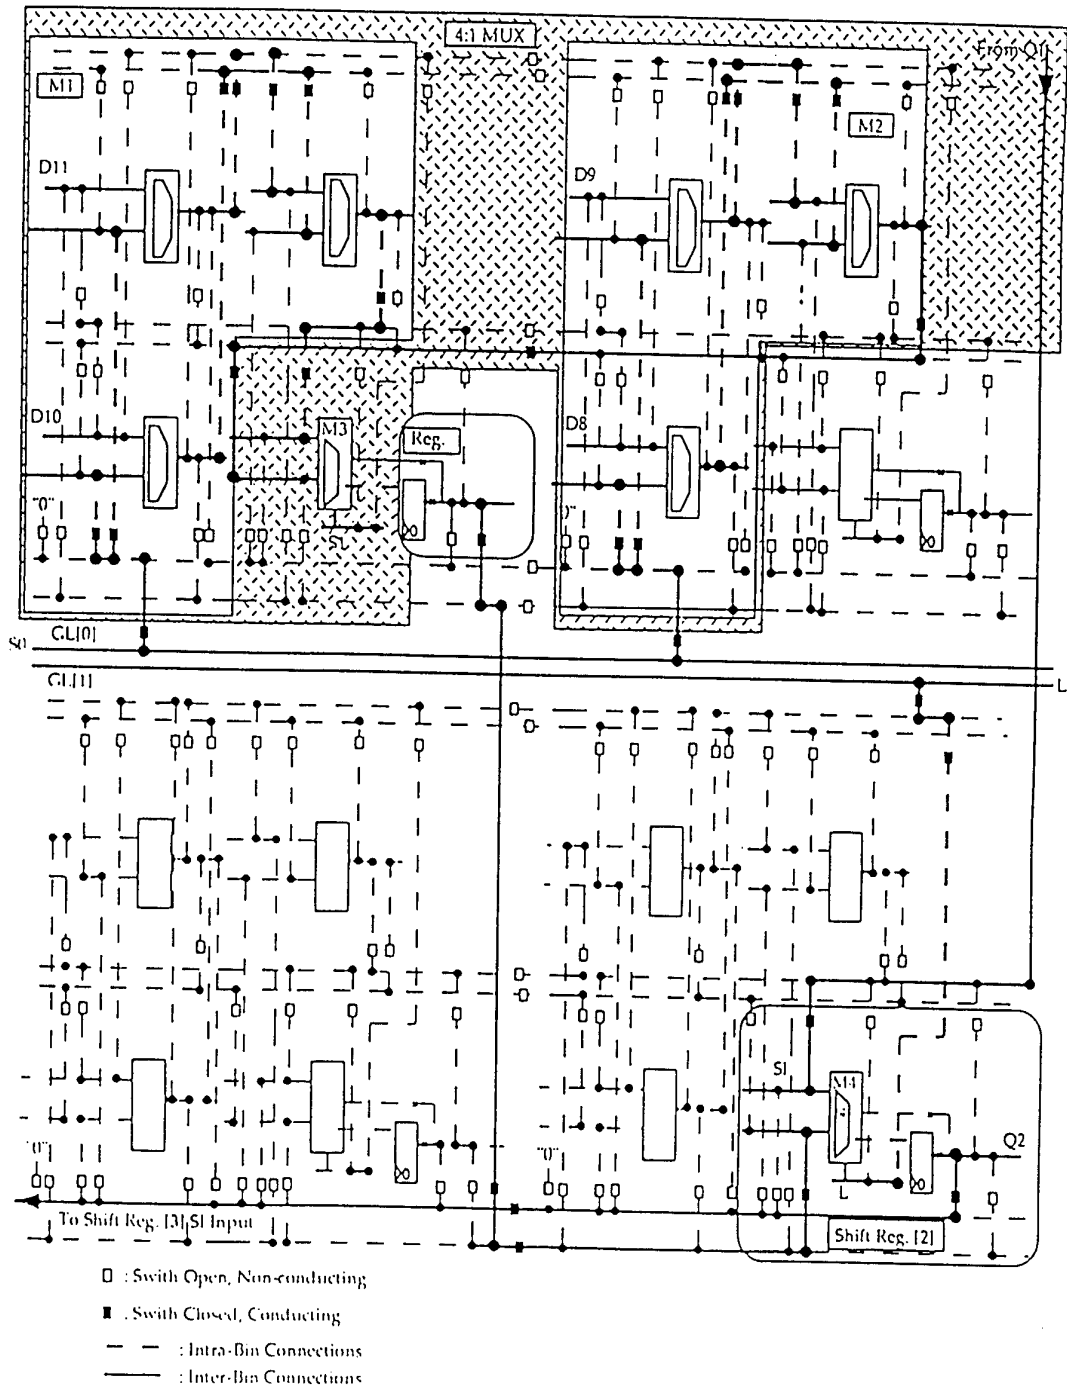 4:1 MUX
From Q1
M1
M2
D11
D9
D10
M3
Reg.
D8
"0"
S1
S0
GL[0]
GL[1]
L
SI
M4
Q2
"0"
"0"
L
To Shift Reg. [3] SI Input
Shift Reg. [2]
: Swith Open, Non-conducting
: Swith Closed, Conducting
: Intra-Bin Connections
: Inter-Bin Connections